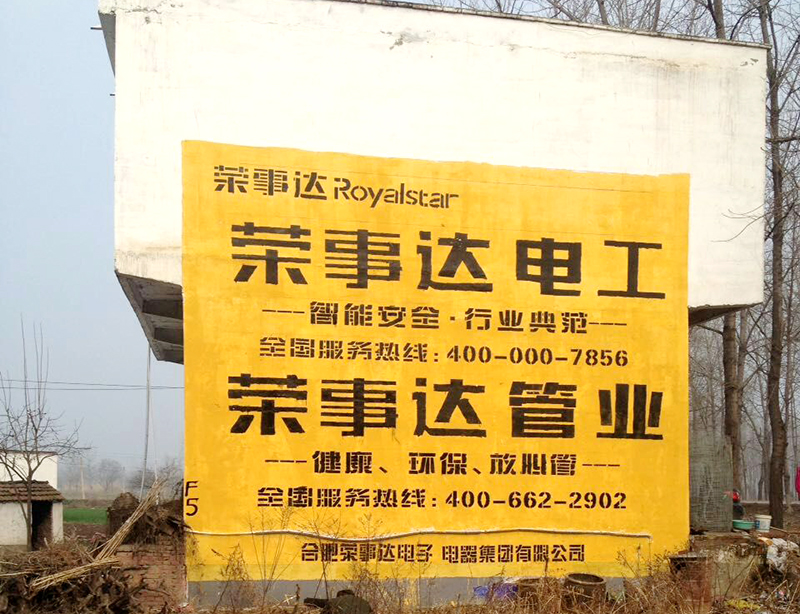 荣事达 Royalstar
荣事达电工
---智能安全·行业典范---
全国服务热线:400-000-7856
荣事达管业
---健康、环保、放心管---
全国服务热线:400-662-2902
F5
合肥荣事达电子 电器集团有限公司